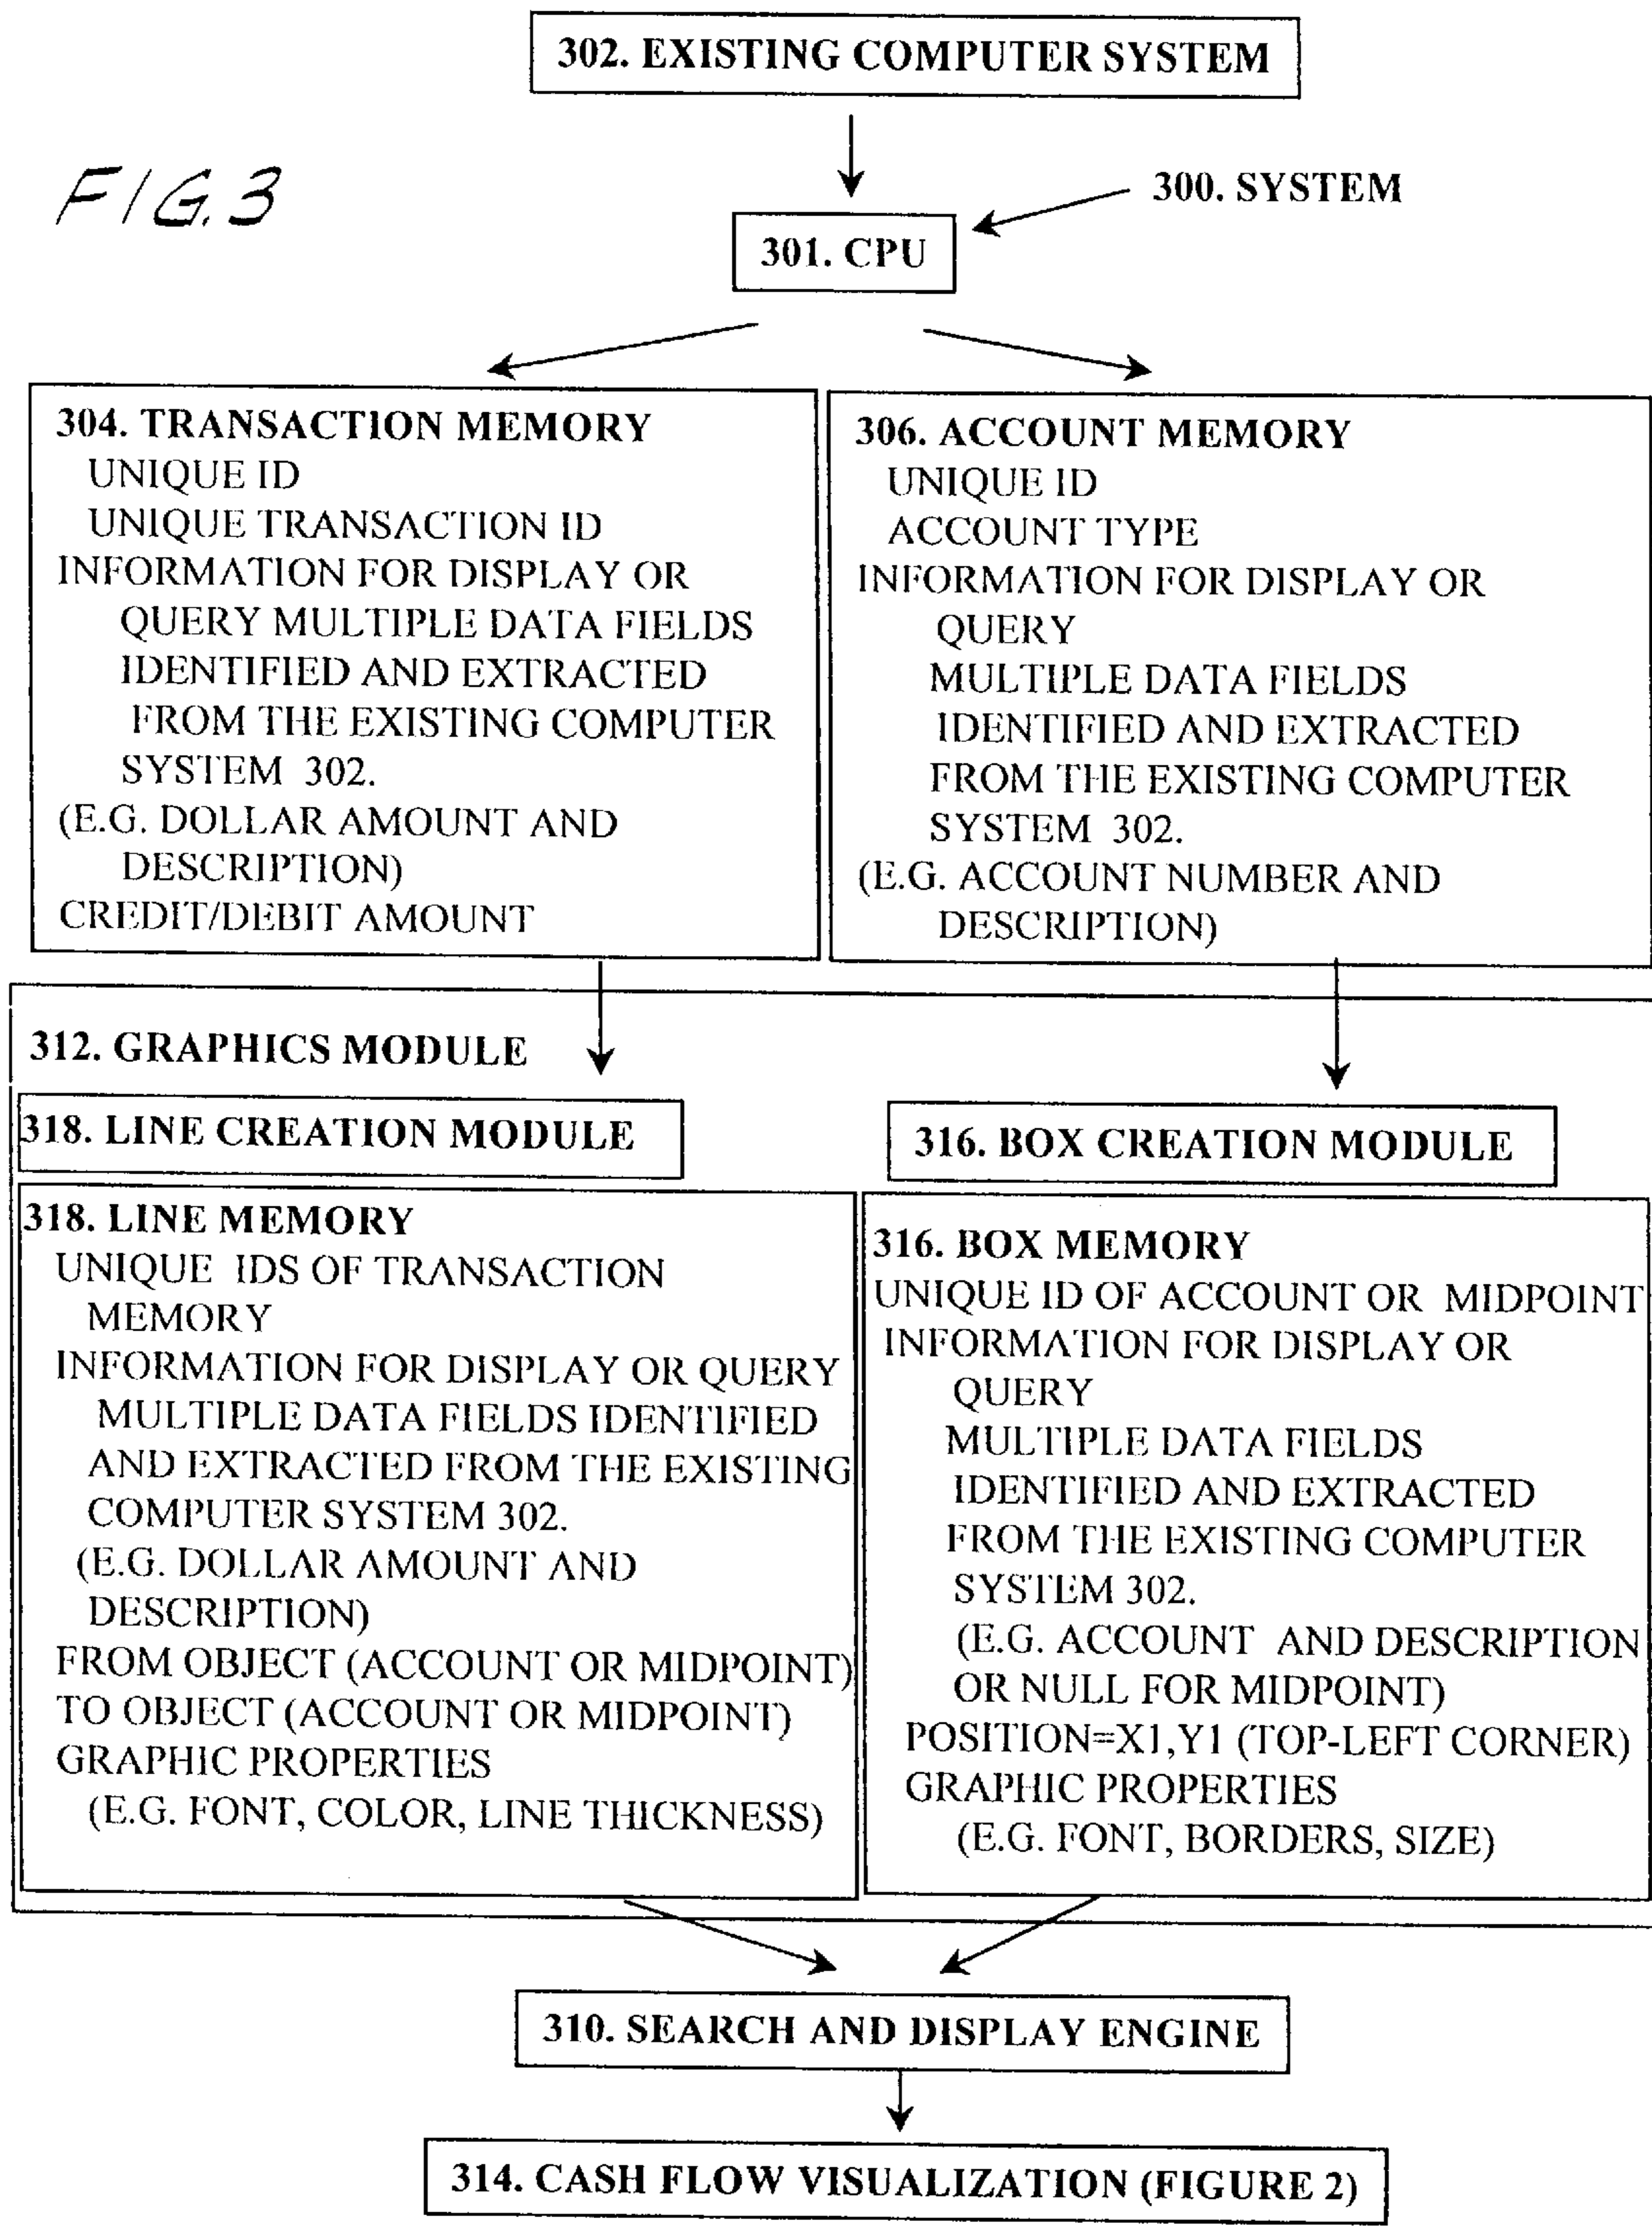 302. EXISTING COMPUTER SYSTEM
FIG. 3
300. SYSTEM
301. CPU
304. TRANSACTION MEMORY
UNIQUE ID
UNIQUE TRANSACTION ID
INFORMATION FOR DISPLAY OR
QUERY MULTIPLE DATA FIELDS
IDENTIFIED AND EXTRACTED
FROM THE EXISTING COMPUTER
SYSTEM 302.
(E.G. DOLLAR AMOUNT AND
DESCRIPTION)
CREDIT/DEBIT AMOUNT
306. ACCOUNT MEMORY
UNIQUE ID
ACCOUNT TYPE
INFORMATION FOR DISPLAY OR
QUERY
MULTIPLE DATA FIELDS
IDENTIFIED AND EXTRACTED
FROM THE EXISTING COMPUTER
SYSTEM 302.
(E.G. ACCOUNT NUMBER AND
DESCRIPTION)
312. GRAPHICS MODULE
318. LINE CREATION MODULE
318. LINE MEMORY
UNIQUE IDS OF TRANSACTION
MEMORY
INFORMATION FOR DISPLAY OR QUERY
MULTIPLE DATA FIELDS IDENTIFIED
AND EXTRACTED FROM THE EXISTING
COMPUTER SYSTEM 302.
(E.G. DOLLAR AMOUNT AND
DESCRIPTION)
FROM OBJECT (ACCOUNT OR MIDPOINT)
TO OBJECT (ACCOUNT OR MIDPOINT)
GRAPHIC PROPERTIES
(E.G. FONT, COLOR, LINE THICKNESS)
316. BOX CREATION MODULE
316. BOX MEMORY
UNIQUE ID OF ACCOUNT OR MIDPOINT
INFORMATION FOR DISPLAY OR
QUERY
MULTIPLE DATA FIELDS
IDENTIFIED AND EXTRACTED
FROM THE EXISTING COMPUTER
SYSTEM 302.
(E.G. ACCOUNT AND DESCRIPTION
OR NULL FOR MIDPOINT)
POSITION=X1,Y1 (TOP-LEFT CORNER)
GRAPHIC PROPERTIES
(E.G. FONT, BORDERS, SIZE)
310. SEARCH AND DISPLAY ENGINE
314. CASH FLOW VISUALIZATION (FIGURE 2)